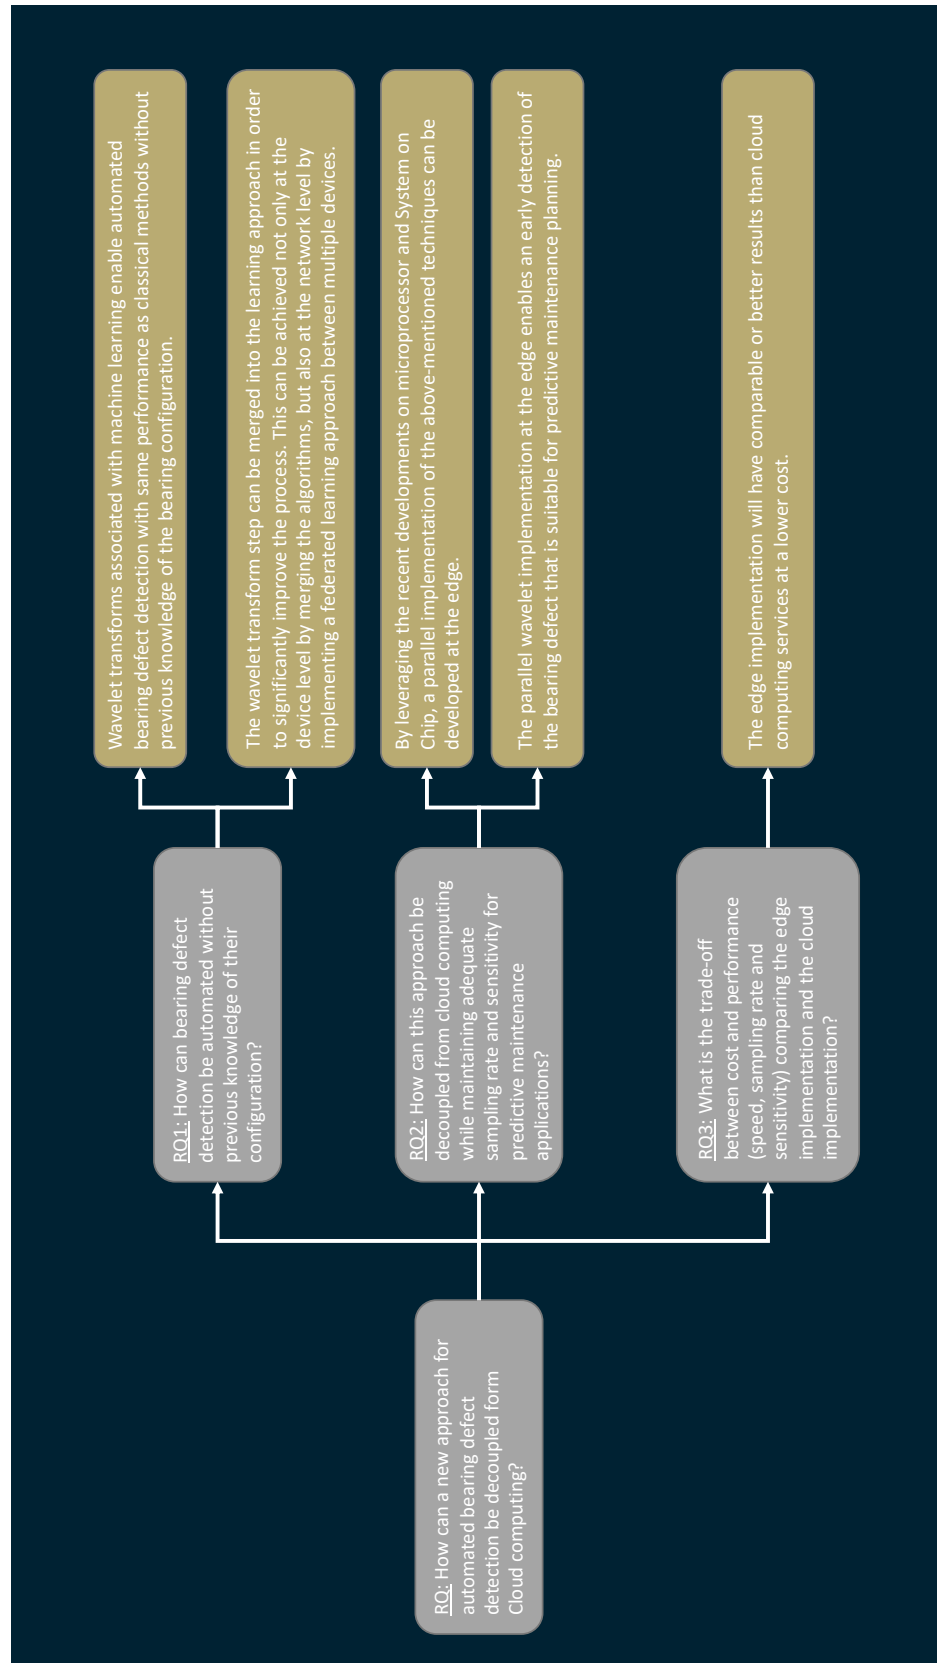 RQ: How can a new approach for
automated bearing defect
detection be decoupled form
Cloud computing?
RQ1: How can bearing defect
detection be automated without
previous knowledge of their
configuration?
RQ2: How can this approach be
decoupled from cloud computing
while maintaining adequate
sampling rate and sensitivity for
predictive maintenance
applications?
RQ3: What is the trade-off
between cost and performance
(speed, sampling rate and
sensitivity) comparing the edge
implementation and the cloud
implementation?
Wavelet transforms associated with machine learning enable automated
bearing defect detection with same performance as classical methods without
previous knowledge of the bearing configuration.
The wavelet transform step can be merged into the learning approach in order
to significantly improve the process. This can be achieved not only at the
device level by merging the algorithms, but also at the network level by
implementing a federated learning approach between multiple devices.
By leveraging the recent developments on microprocessor and System on
Chip, a parallel implementation of the above-mentioned techniques can be
developed at the edge.
The parallel wavelet implementation at the edge enables an early detection of
the bearing defect that is suitable for predictive maintenance planning.
The edge implementation will have comparable or better results than cloud
computing services at a lower cost.